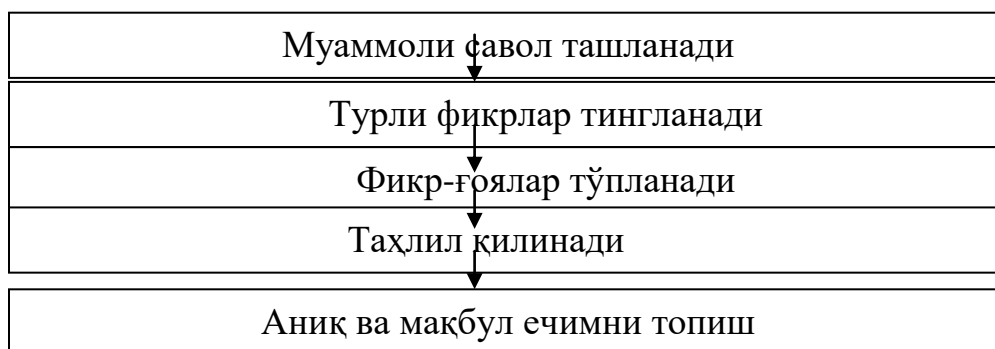 Муаммоли савол ташланади
Турли фикрлар тингланади
Фикр-ғоялар тўпланади
Таҳлил қилинади
Аниқ ва мақбул ечимни топиш